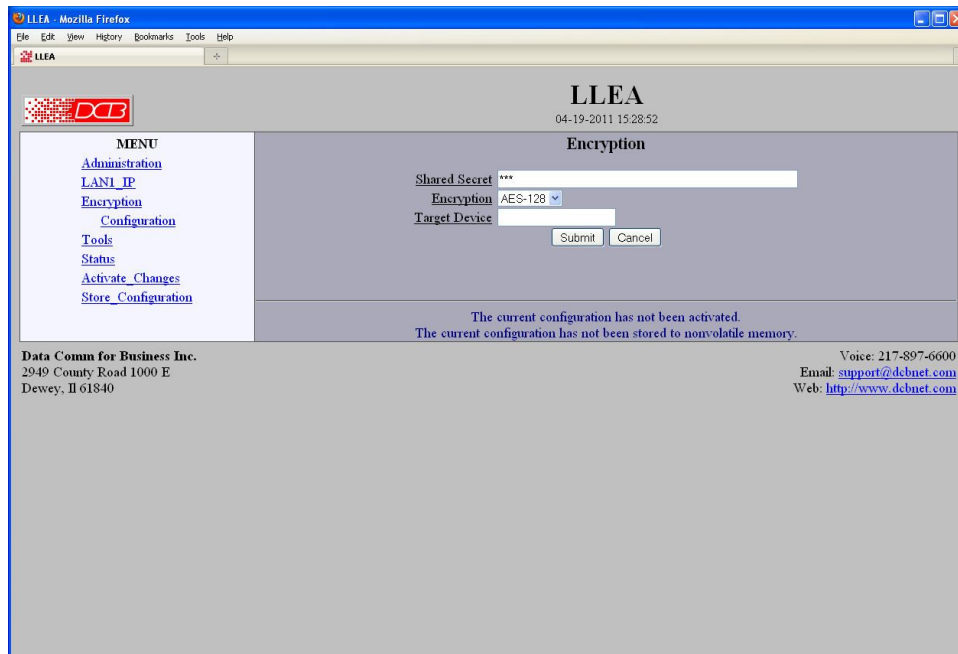 LLEA - Mozilla Firefox
File Edit View History Bookmarks Tools Help
LLEA
DCB
LLEA
04-19-2011 15:28:52
MENU
Administration
LAN1_IP
Encryption
Configuration
Tools
Status
Activate_Changes
Store_Configuration
Encryption
Shared Secret ***
Encryption AES-128
Target Device
Submit Cancel
The current configuration has not been activated.
The current configuration has not been stored to nonvolatile memory.
Data Comm for Business Inc.
2949 County Road 1000 E
Dewey, Il 61840
Voice: 217-897-6600
Email: support@dcbnet.com
Web: http://www.dcbnet.com